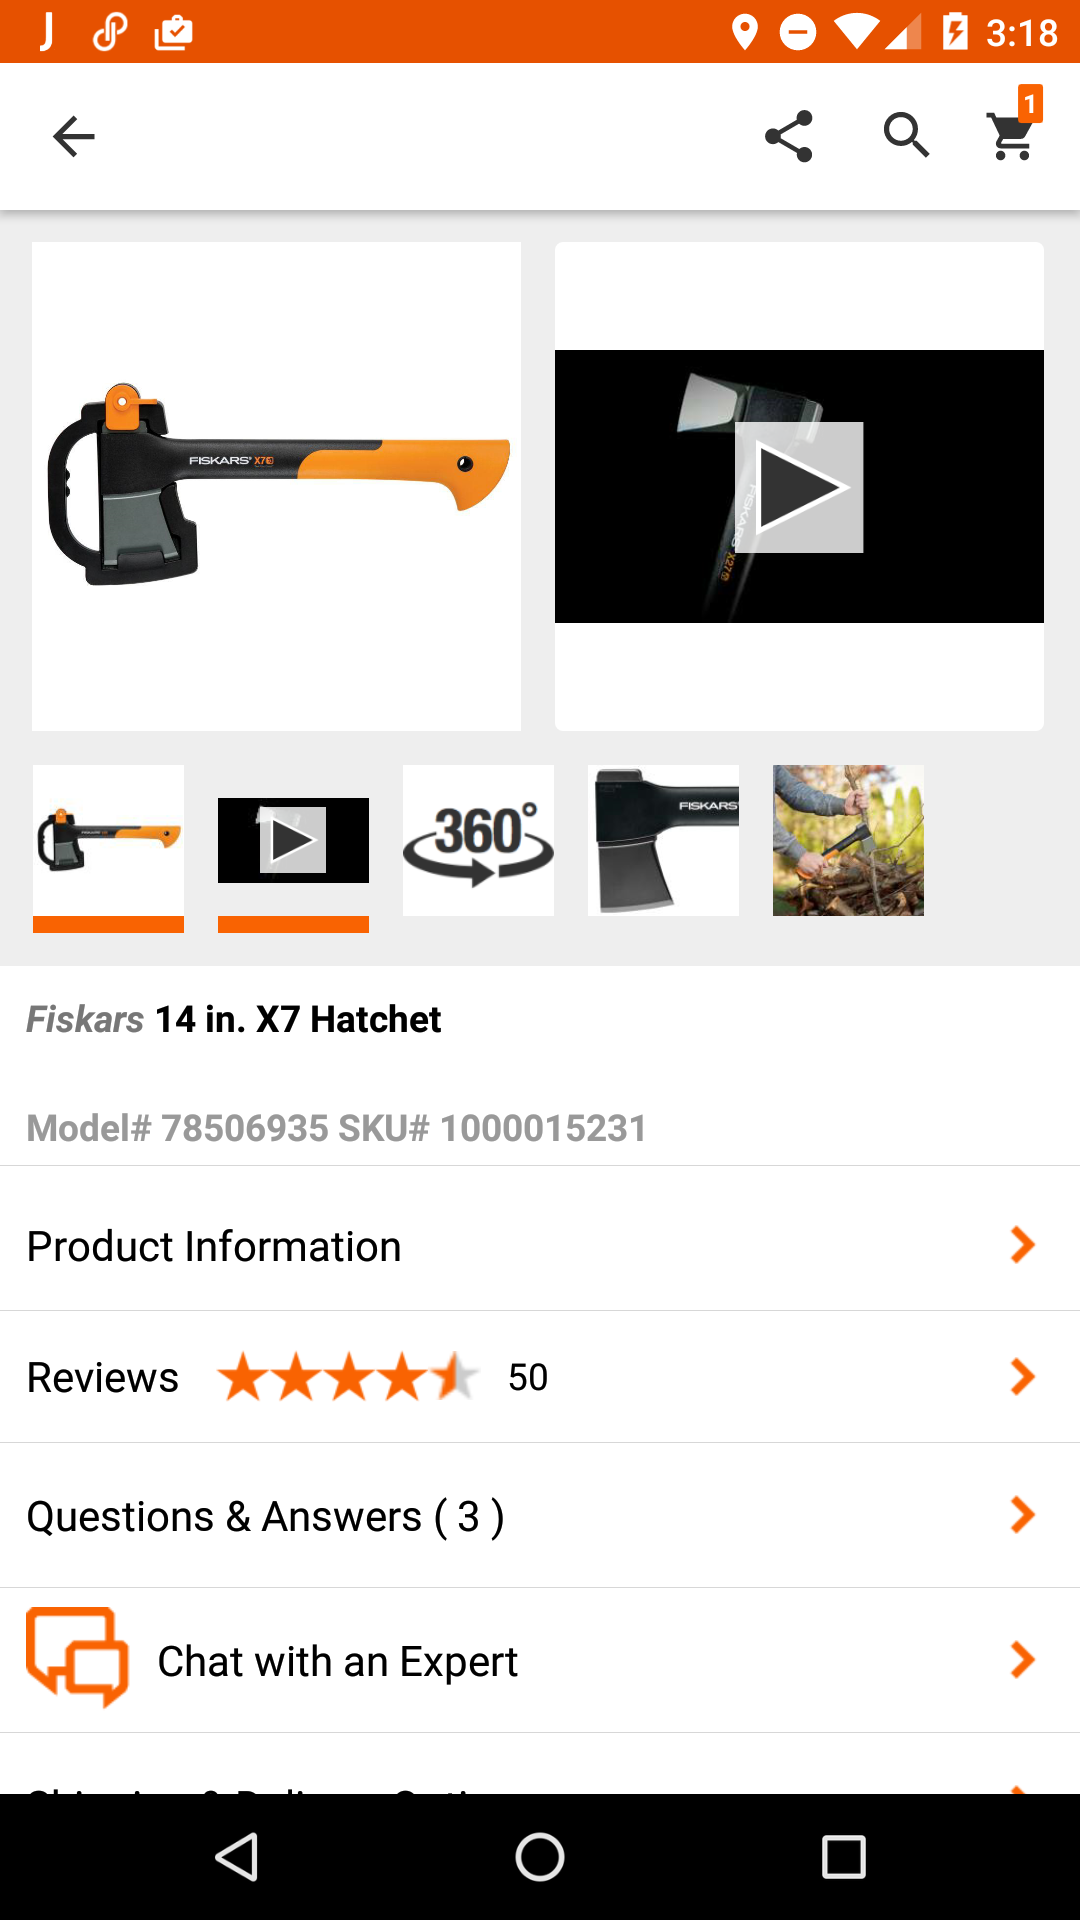 3:18
1
FISKARS X7
FISKARS X27
360°
FISKARS
Fiskars 14 in. X7 Hatchet
Model# 78506935 SKU# 1000015231
Product Information
Reviews 50
Questions & Answers ( 3 )
Chat with an Expert